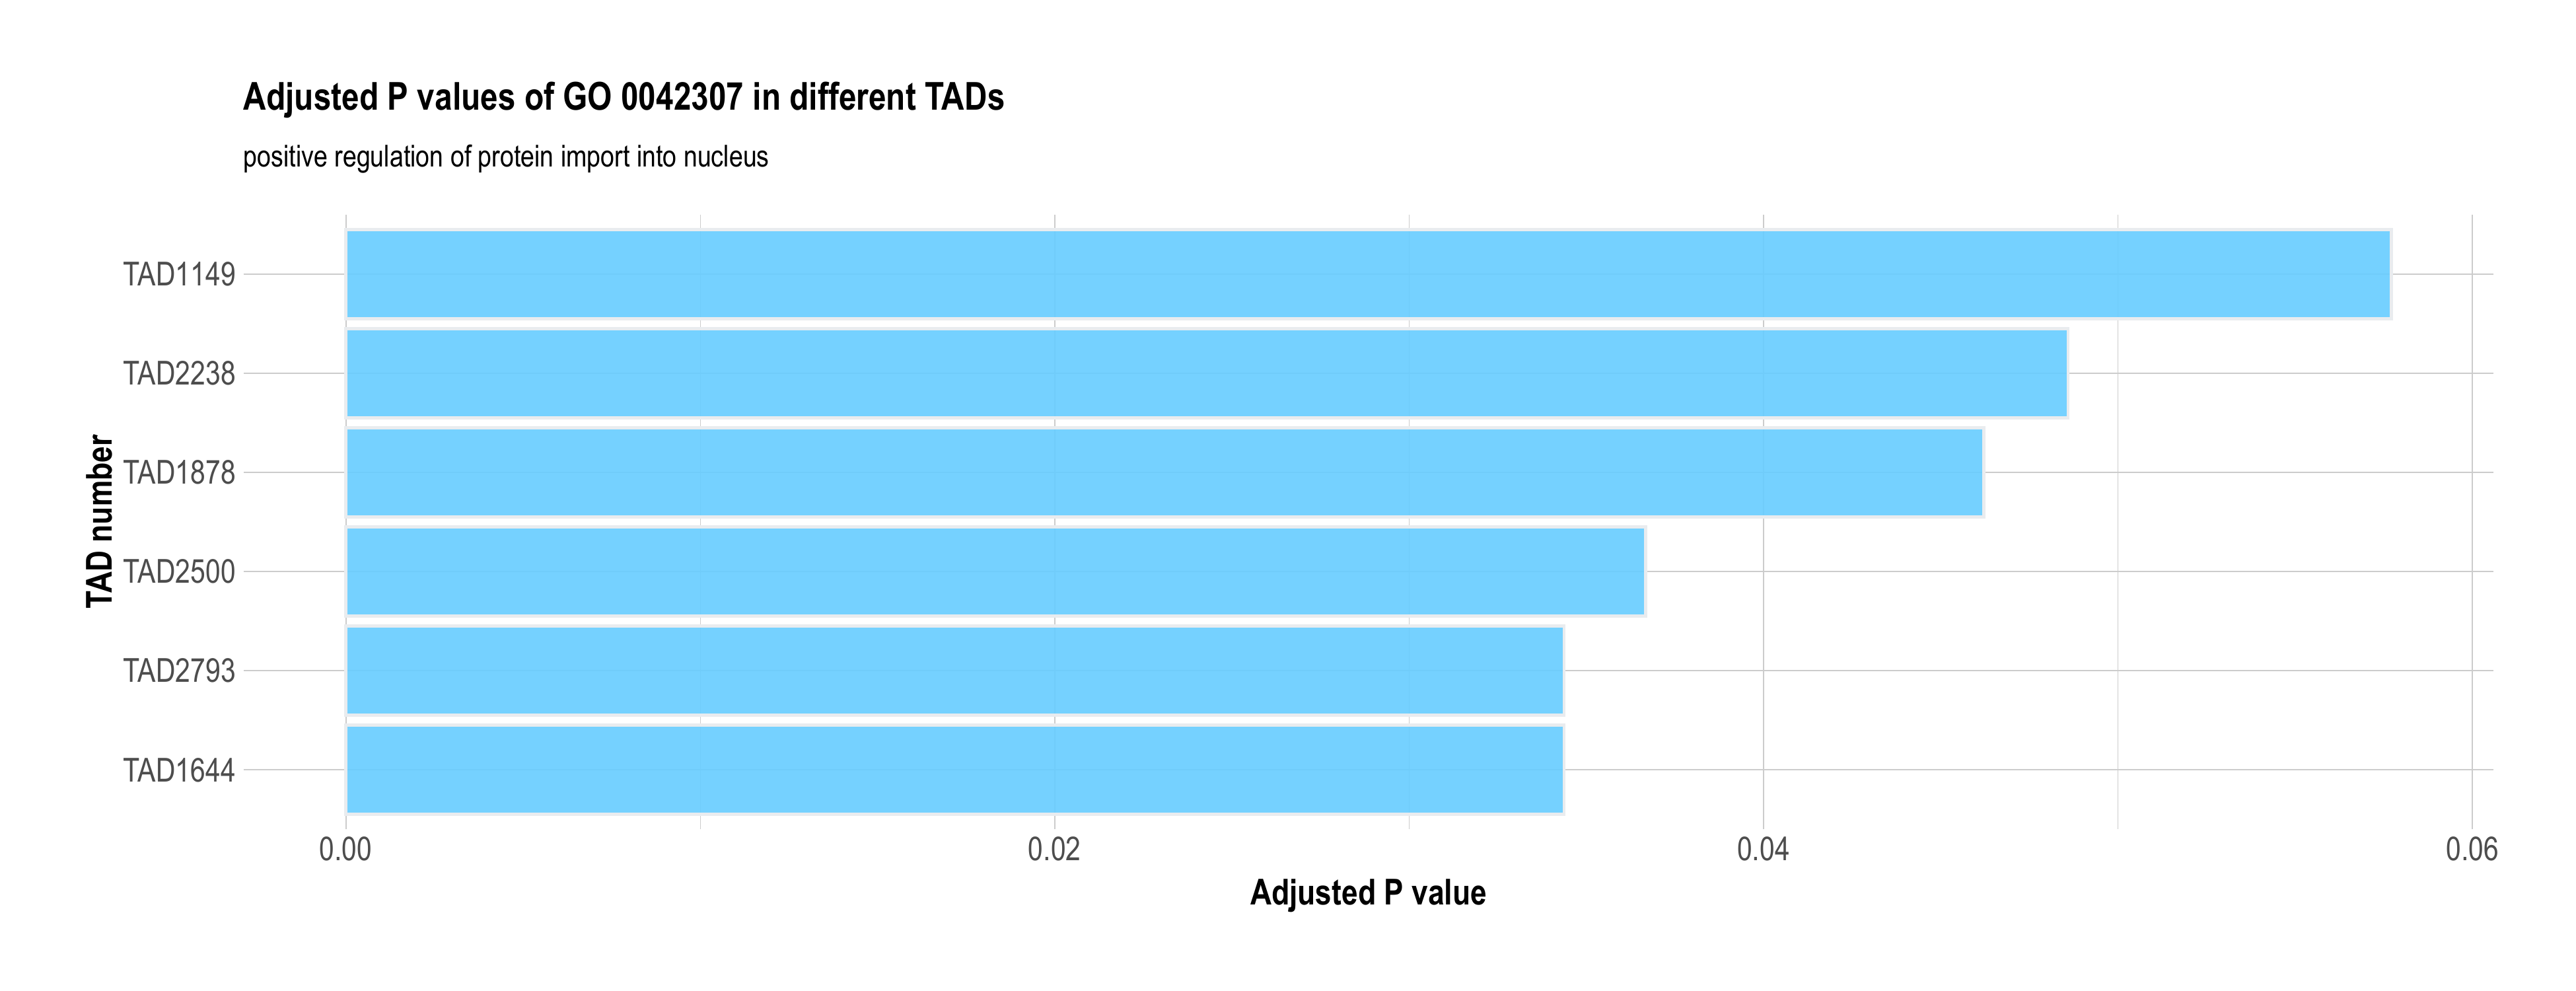 Adjusted P values of GO 0042307 in different TADs
positive regulation of protein import into nucleus
TAD number
TAD1149
TAD2238
TAD1878
TAD2500
TAD2793
TAD1644
0.00 0.02 0.04 0.06
Adjusted P value